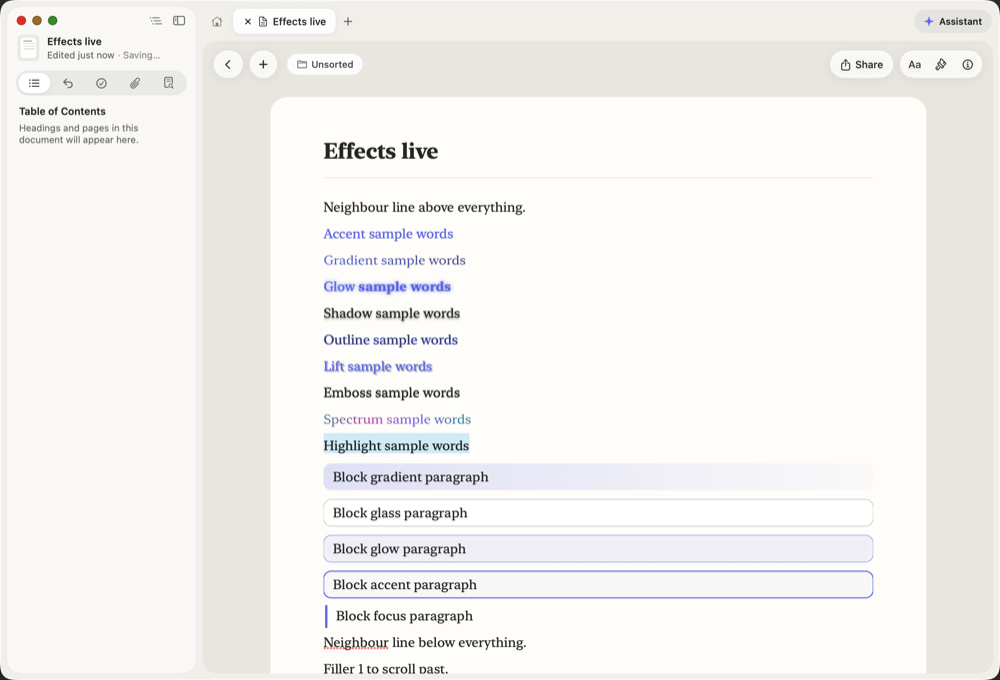 Effects live
Edited just now · Saving...
Table of Contents
Headings and pages in this
document will appear here.
Effects live
Assistant
Unsorted
Share
Aa
Effects live
Neighbour line above everything.
Accent sample words
Gradient sample words
Glow sample words
Shadow sample words
Outline sample words
Lift sample words
Emboss sample words
Spectrum sample words
Highlight sample words
Block gradient paragraph
Block glass paragraph
Block glow paragraph
Block accent paragraph
Block focus paragraph
Neighbour line below everything.
Filler 1 to scroll past.